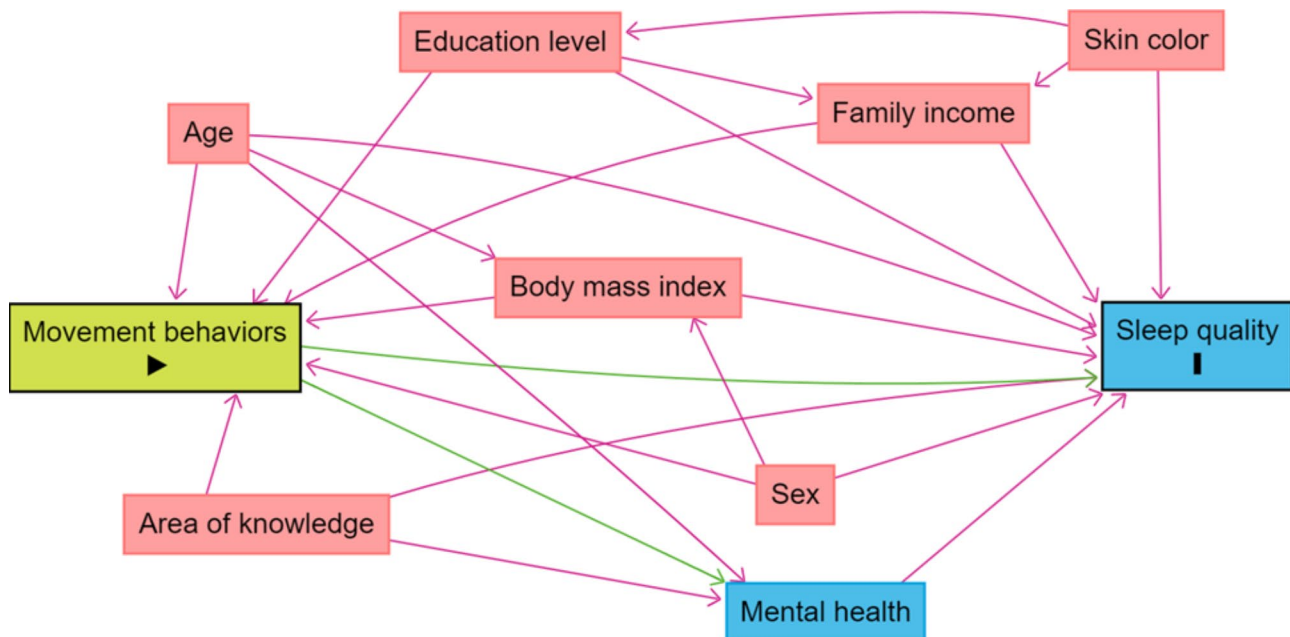 Education level
Skin color
Family income
Age
Body mass index
Movement behaviors
Sleep quality
Sex
Area of knowledge
Mental health